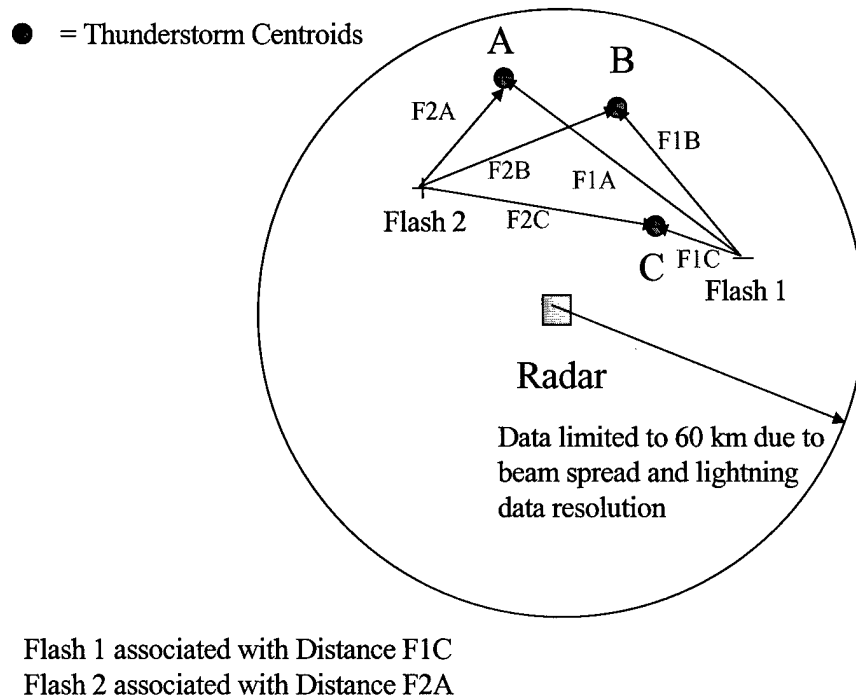 = Thunderstorm Centroids
A
B
F2A
F1B
F2B
F1A
Flash 2
F2C
C
F1C
Flash 1
Radar
Data limited to 60 km due to
beam spread and lightning
data resolution
Flash 1 associated with Distance F1C
Flash 2 associated with Distance F2A